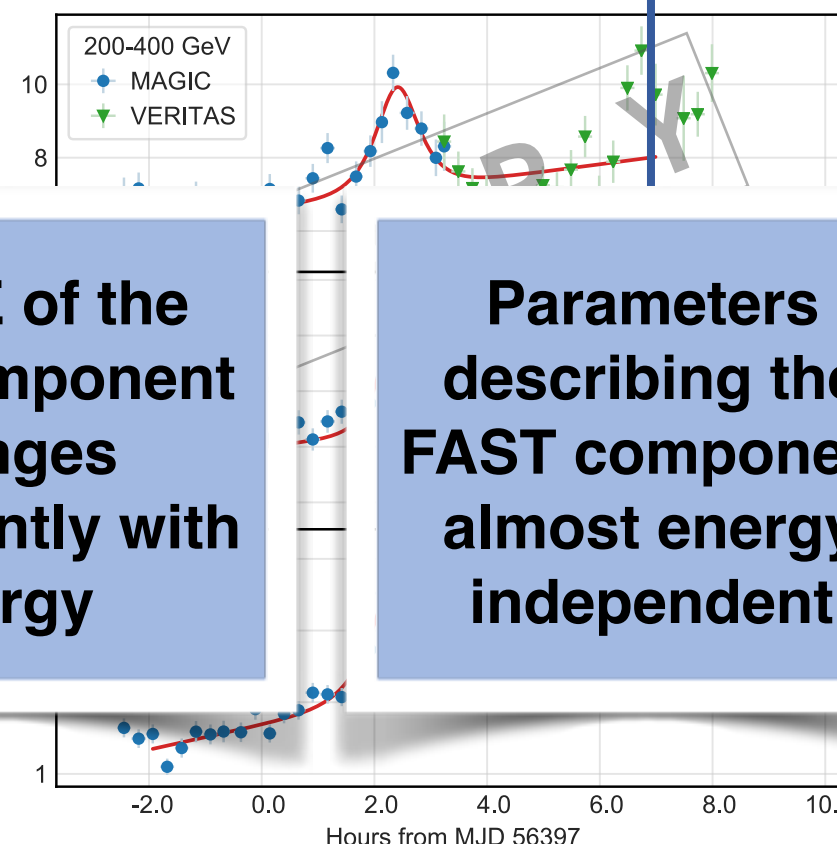 200-400 GeV
MAGIC
VERITAS
10
8
R Y
of the
mponent
nges
ntly with
rgy
Parameters
describing the
FAST compone
almost energy
independent
1
-2.0 0.0 2.0 4.0 6.0 8.0 10.
Hours from MJD 56397